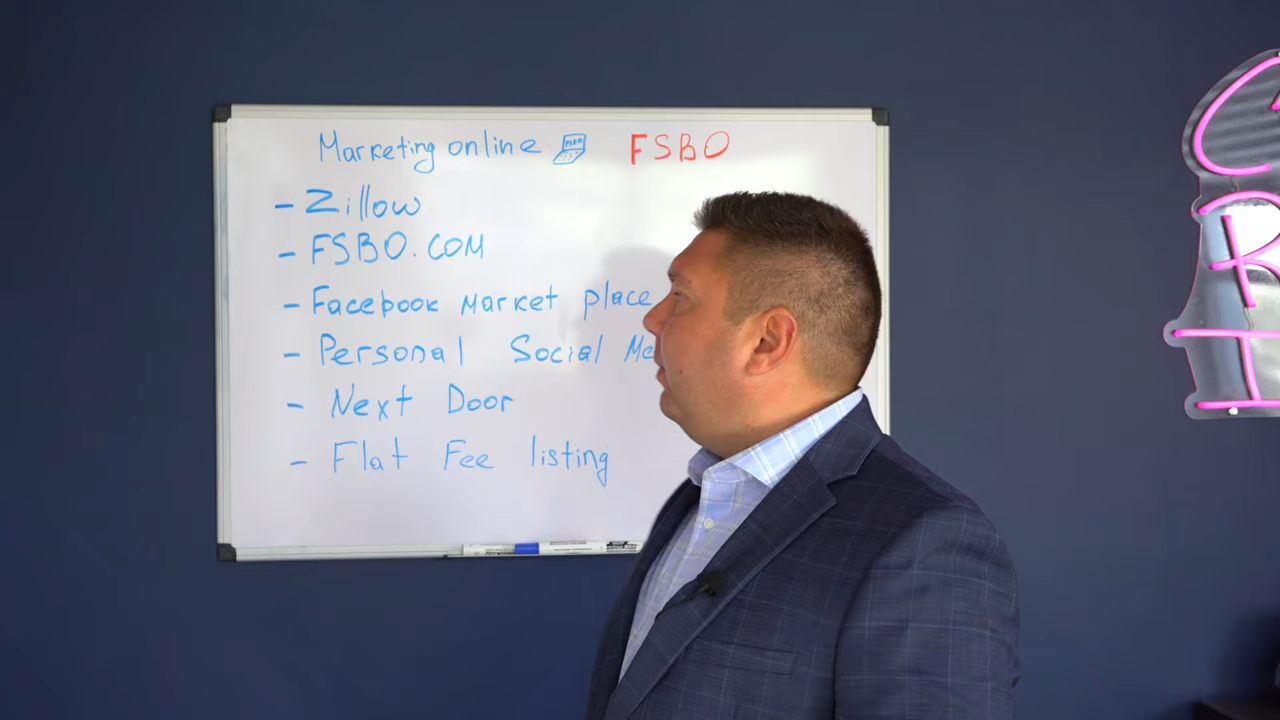 Marketing online FSBO
- Zillow
- FSBO.COM
- Facebook Market place
- Personal Social
- Next Door
- Flat Fee listing